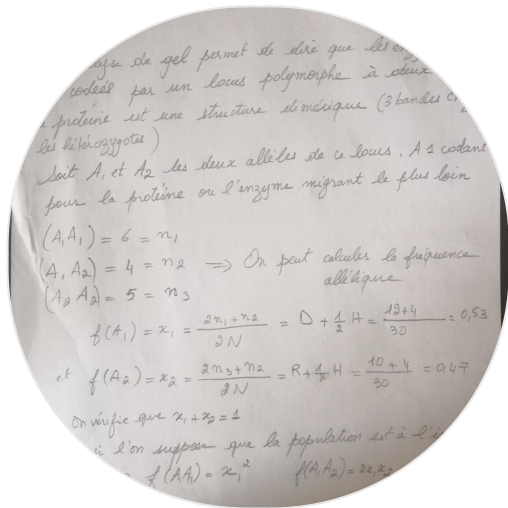 de gel permet de dire que les
codées par un locus polymorphe à deux
protéine est une structure dimérique (3 bandes
les hétérozygotes)
Soit A1 et A2 les deux allèles de ce locus. A1 codant
pour la protéine ou l'enzyme migrant le plus loin
(A1A1) = 6 = n1
(A1A2) = 4 = n2 => On peut calculer la fréquence
allélique
(A2A2) = 5 = n3
f(A1) = x1 = (2n1+n2)/2N = D + 1/2 H = (12+4)/30 = 0,53
et f(A2) = x2 = (2n3+n2)/2N = R + 1/2 H = (10+4)/30 = 0,47
On vérifie que x1+x2=1
l'on suppose que la population est à
f(A1A1) = x1² f(A1A2) = 2x1x2